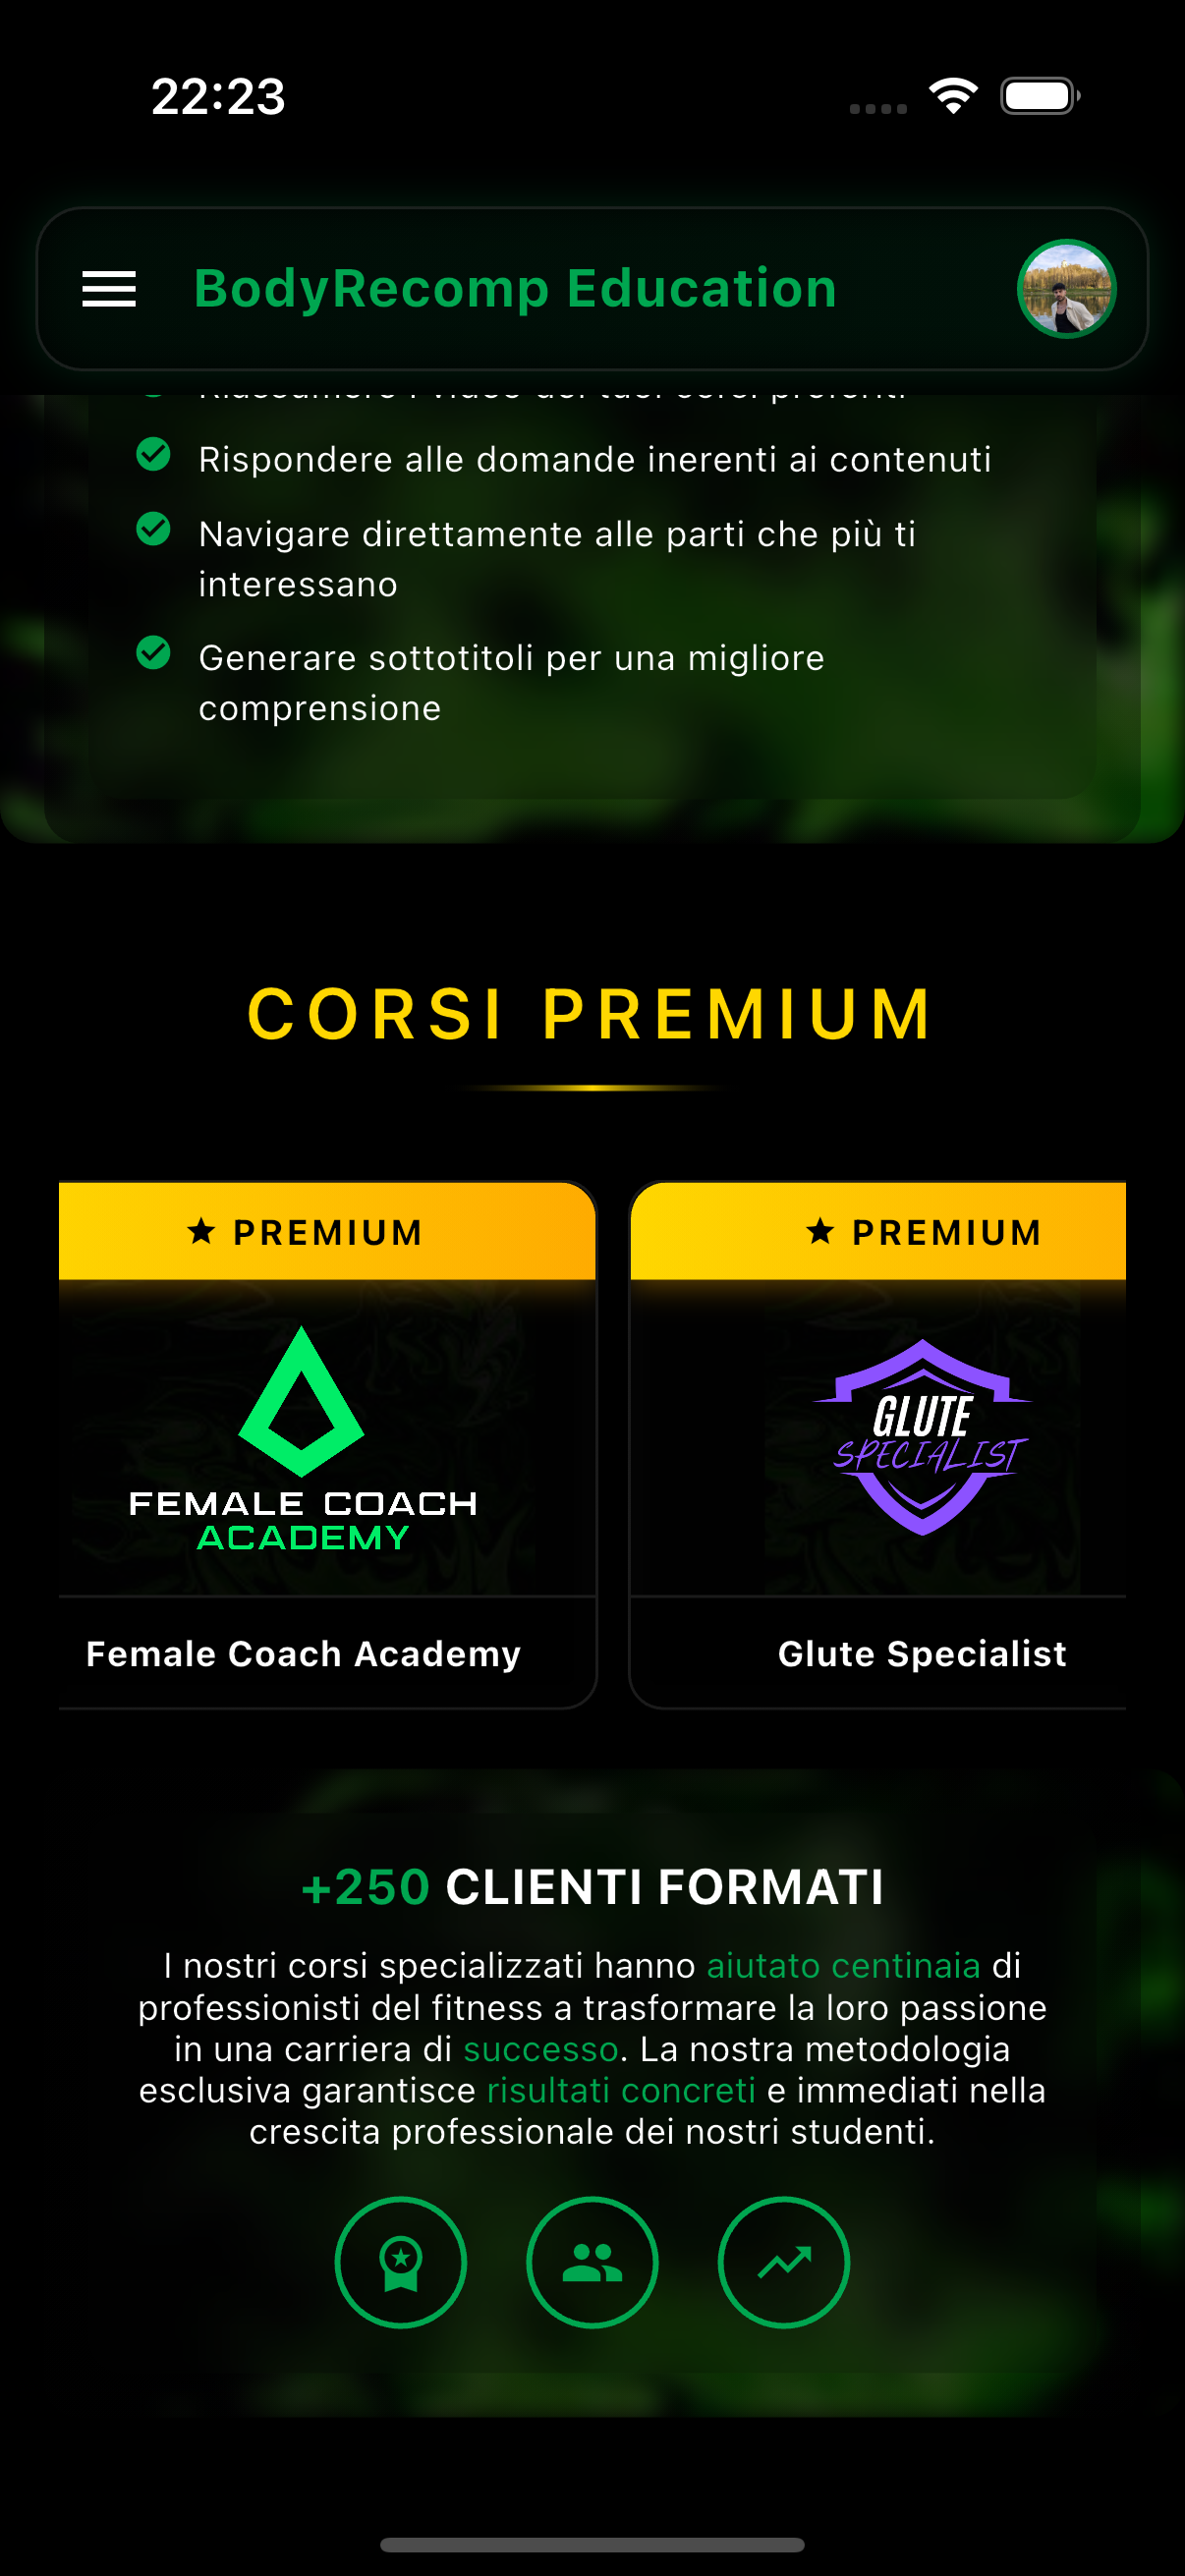 22:23
BodyRecomp Education
Rispondere alle domande inerenti ai contenuti
Navigare direttamente alle parti che più ti
interessano
Generare sottotitoli per una migliore
comprensione
CORSI PREMIUM
PREMIUM
FEMALE COACH
ACADEMY
Female Coach Academy
PREMIUM
GLUTE
SPECIALIST
Glute Specialist
+250 CLIENTI FORMATI
I nostri corsi specializzati hanno aiutato centinaia di
professionisti del fitness a trasformare la loro passione
in una carriera di successo. La nostra metodologia
esclusiva garantisce risultati concreti e immediati nella
crescita professionale dei nostri studenti.